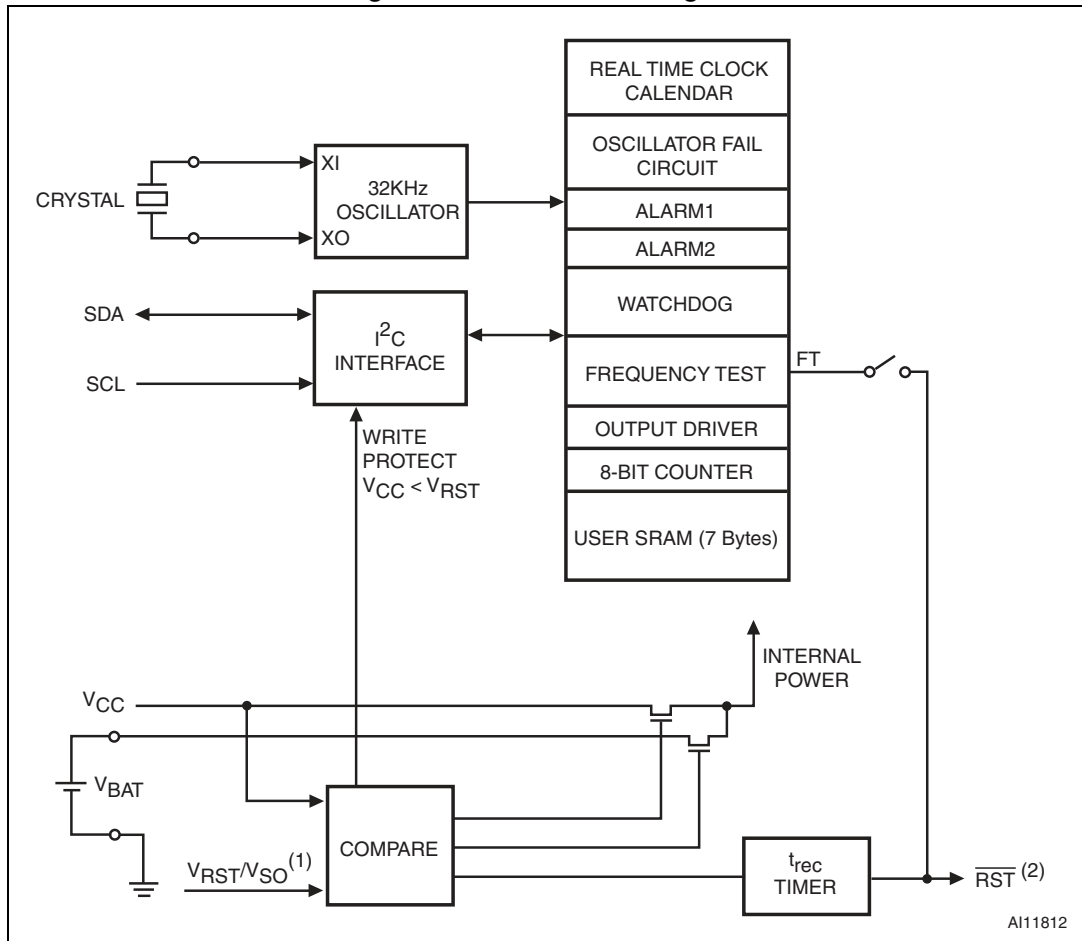 REAL TIME CLOCK
CALENDAR
OSCILLATOR FAIL
CIRCUIT
ALARM1
ALARM2
WATCHDOG
FREQUENCY TEST
OUTPUT DRIVER
8-BIT COUNTER
USER SRAM (7 Bytes)
CRYSTAL
XI
32KHz
OSCILLATOR
XO
SDA
SCL
I2C
INTERFACE
FT
WRITE
PROTECT
VCC < VRST
INTERNAL
POWER
VCC
VBAT
VRST/VSO(1)
COMPARE
trec
TIMER
RST (2)
AI11812